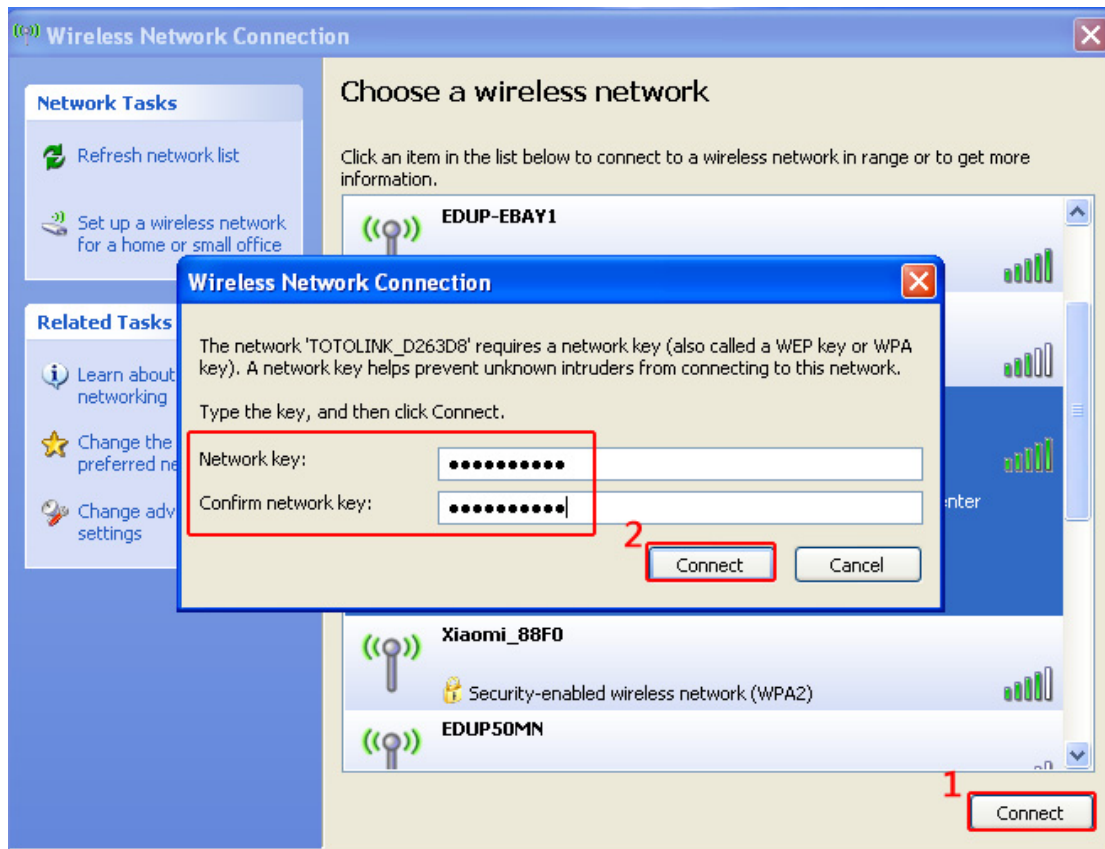 Wireless Network Connection
Network Tasks
Refresh network list
Set up a wireless network
for a home or small office
Related Tasks
Learn about
networking
Change the
preferred ne
Change adv
settings
Choose a wireless network
Click an item in the list below to connect to a wireless network in range or to get more
information.
EDUP-EBAY1
Wireless Network Connection
The network 'TOTOLINK_D263D8' requires a network key (also called a WEP key or WPA
key). A network key helps prevent unknown intruders from connecting to this network.
Type the key, and then click Connect.
Network key: ••••••••••
Confirm network key: ••••••••••
2
Connect Cancel
enter
Xiaomi_88F0
Security-enabled wireless network (WPA2)
EDUP50MN
1
Connect